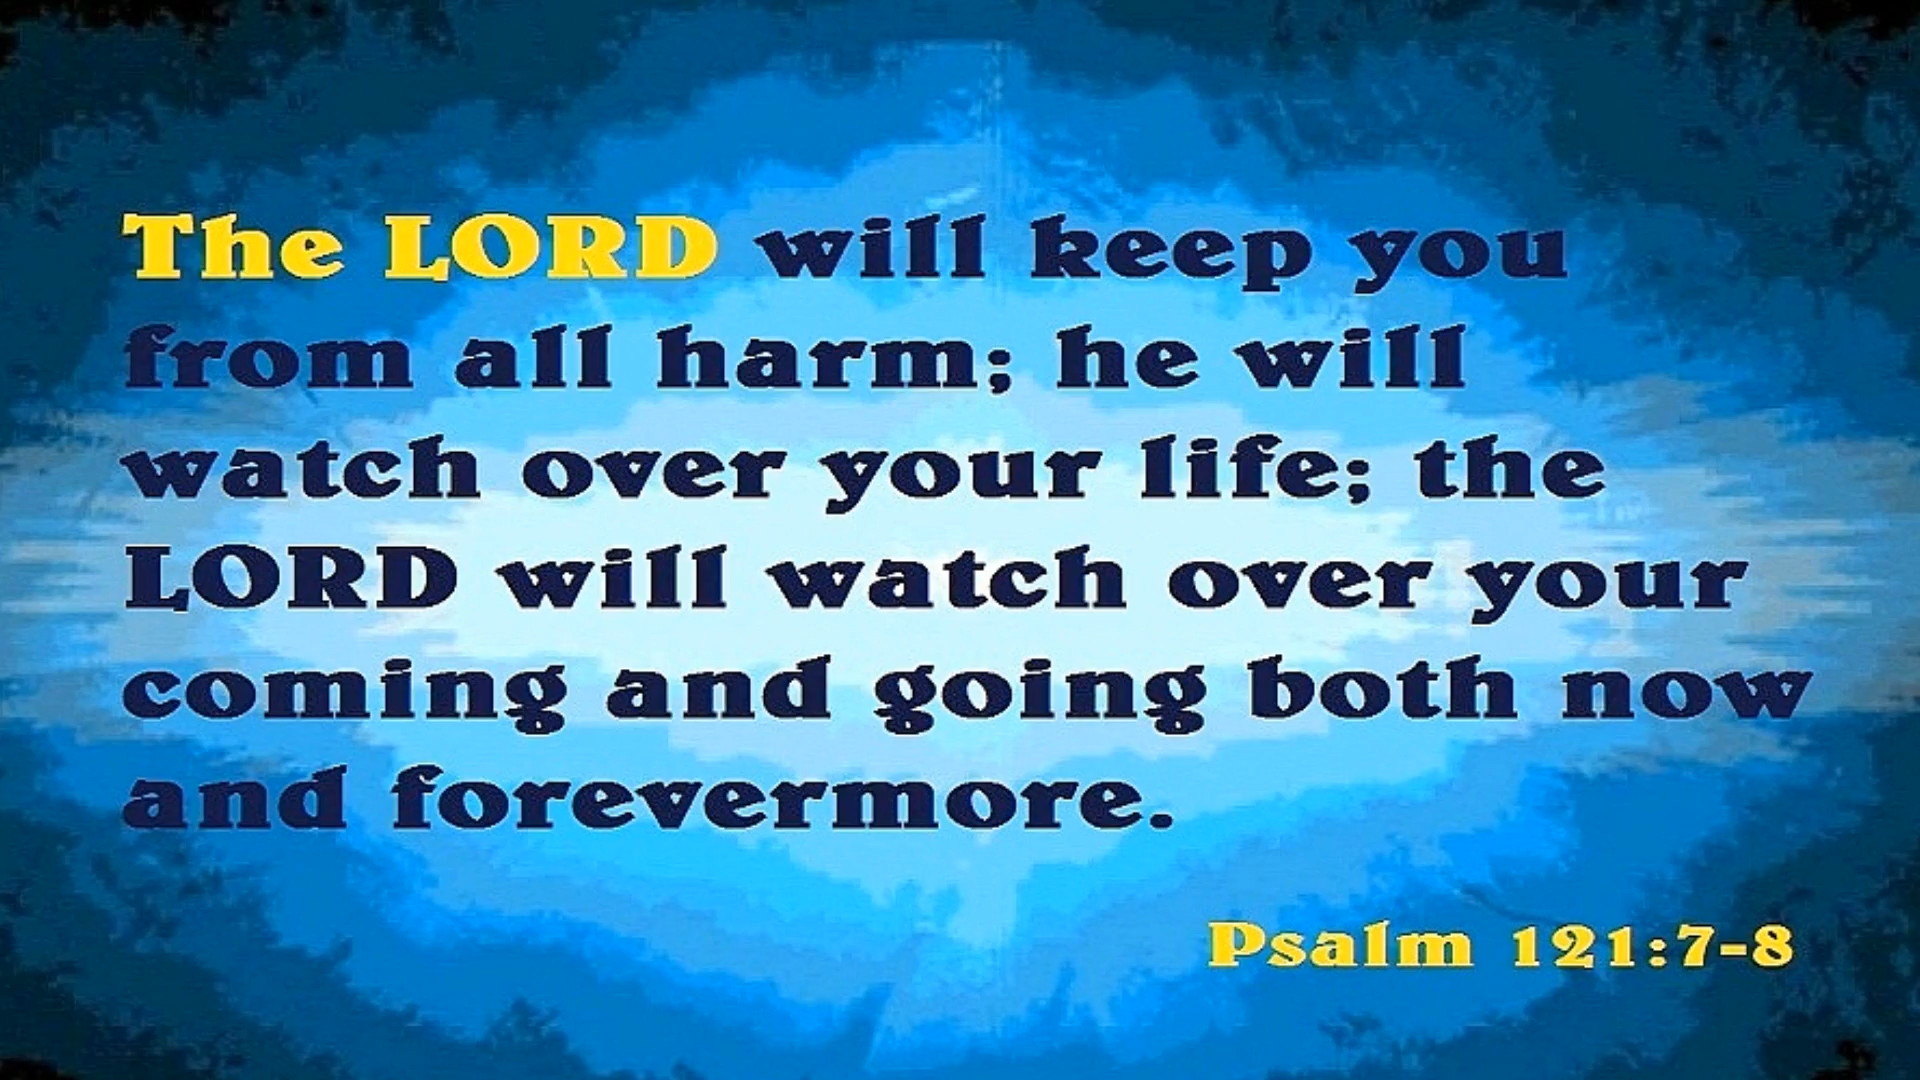 The LORD will keep you
from all harm; he will
watch over your life; the
LORD will watch over your
coming and going both now
and forevermore.
Psalm 121:7-8